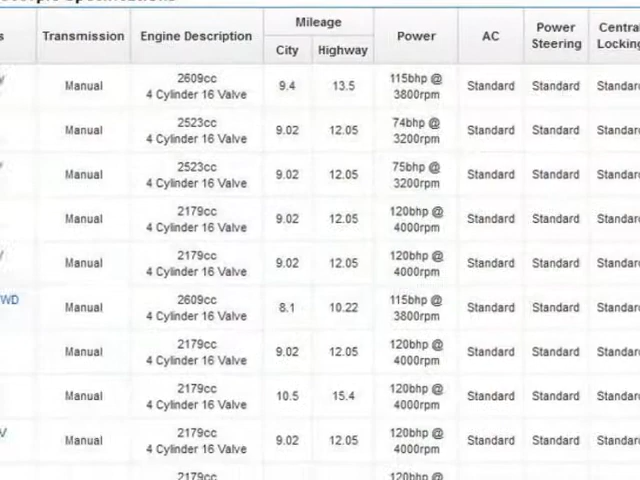 s Transmission Engine Description Mileage Power AC Power Steering Central Locking
City Highway
Manual 2609cc 9.4 13.5 115bhp @ Standard Standard Standard
4 Cylinder 16 Valve 3800rpm
Manual 2523cc 9.02 12.05 74bhp @ Standard Standard Standard
4 Cylinder 16 Valve 3200rpm
Manual 2523cc 9.02 12.05 75bhp @ Standard Standard Standard
4 Cylinder 16 Valve 3200rpm
Manual 2179cc 9.02 12.05 120bhp @ Standard Standard Standard
4 Cylinder 16 Valve 4000rpm
Manual 2179cc 9.02 12.05 120bhp @ Standard Standard Standard
4 Cylinder 16 Valve 4000rpm
WD Manual 2609cc 8.1 10.22 115bhp @ Standard Standard Standard
4 Cylinder 16 Valve 3800rpm
Manual 2179cc 9.02 12.05 120bhp @ Standard Standard Standard
4 Cylinder 16 Valve 4000rpm
Manual 2179cc 10.5 15.4 120bhp @ Standard Standard Standard
4 Cylinder 16 Valve 4000rpm
V Manual 2179cc 9.02 12.05 120bhp @ Standard Standard Standard
4 Cylinder 16 Valve 4000rpm
2179cc 120bhp @